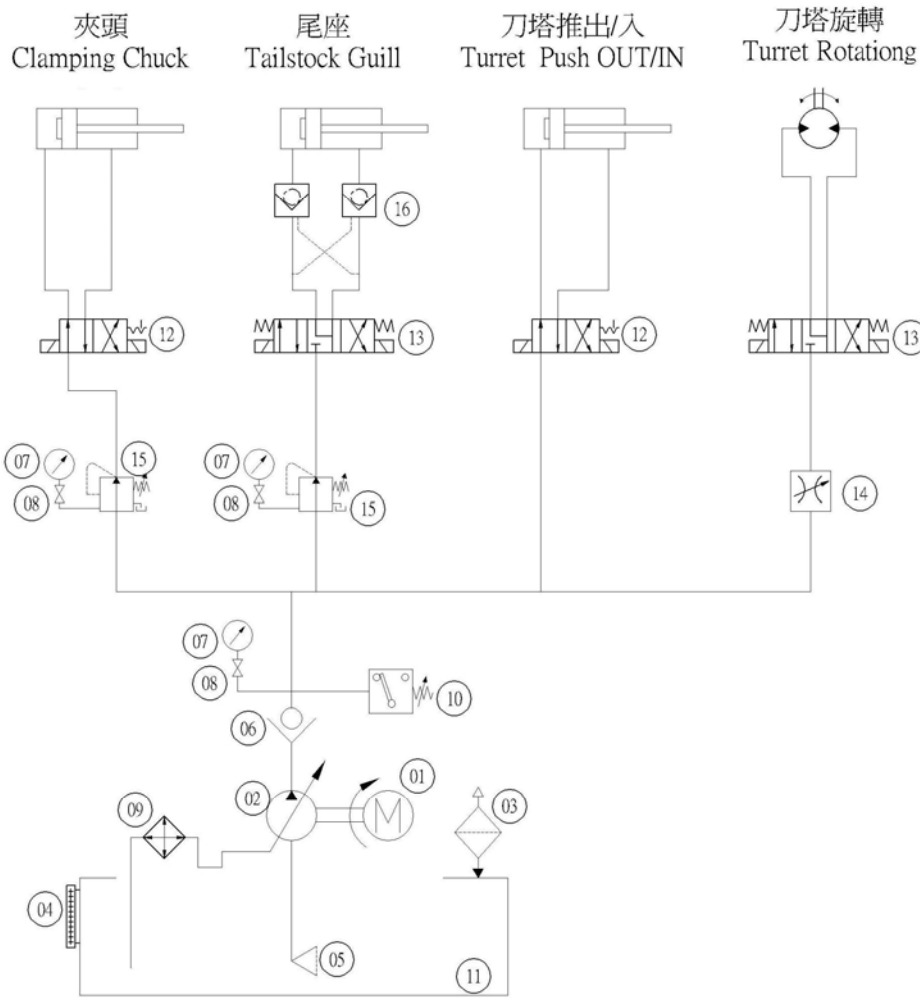 夾頭
Clamping Chuck
尾座
Tailstock Guill
刀塔推出/入
Turret Push OUT/IN
刀塔旋轉
Turret Rotationg
16
12
13
12
13
07
15
08
07
08
15
14
07
08
10
06
02
01
M
09
03
04
05
11